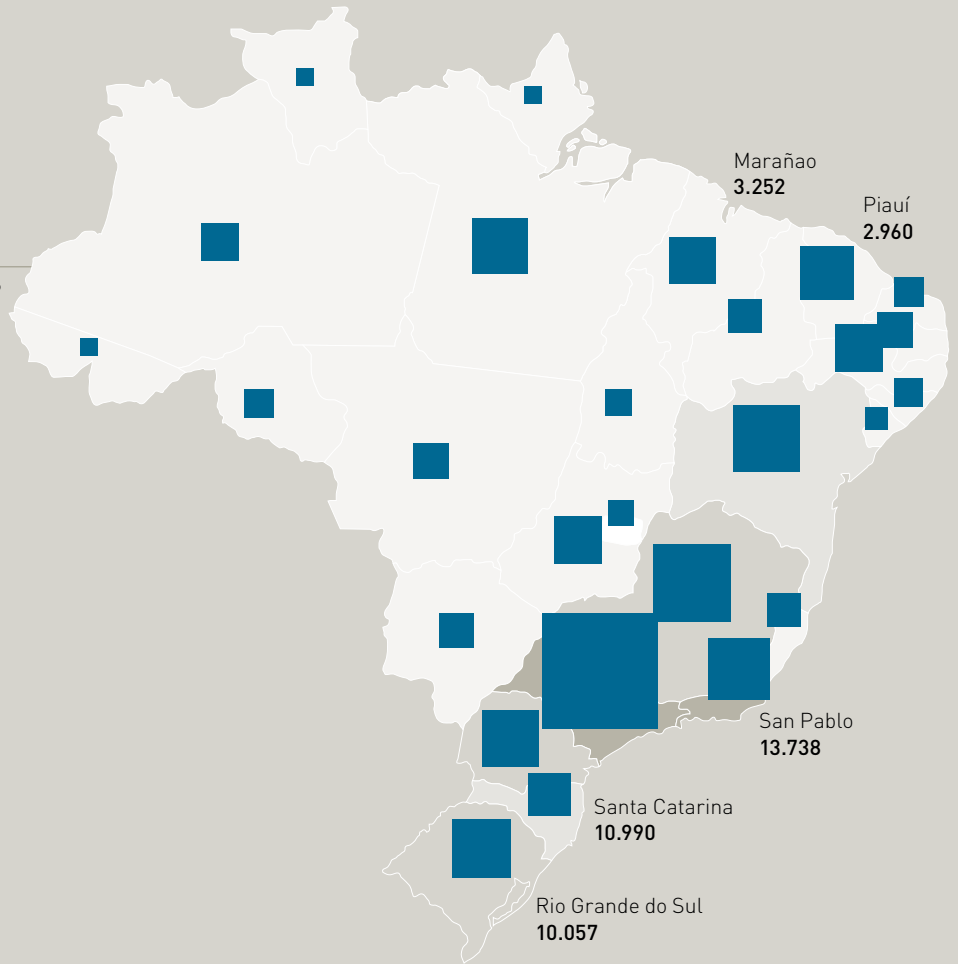 Marañao
3.252
Piauí
2.960
San Pablo
13.738
Santa Catarina
10.990
Rio Grande do Sul
10.057